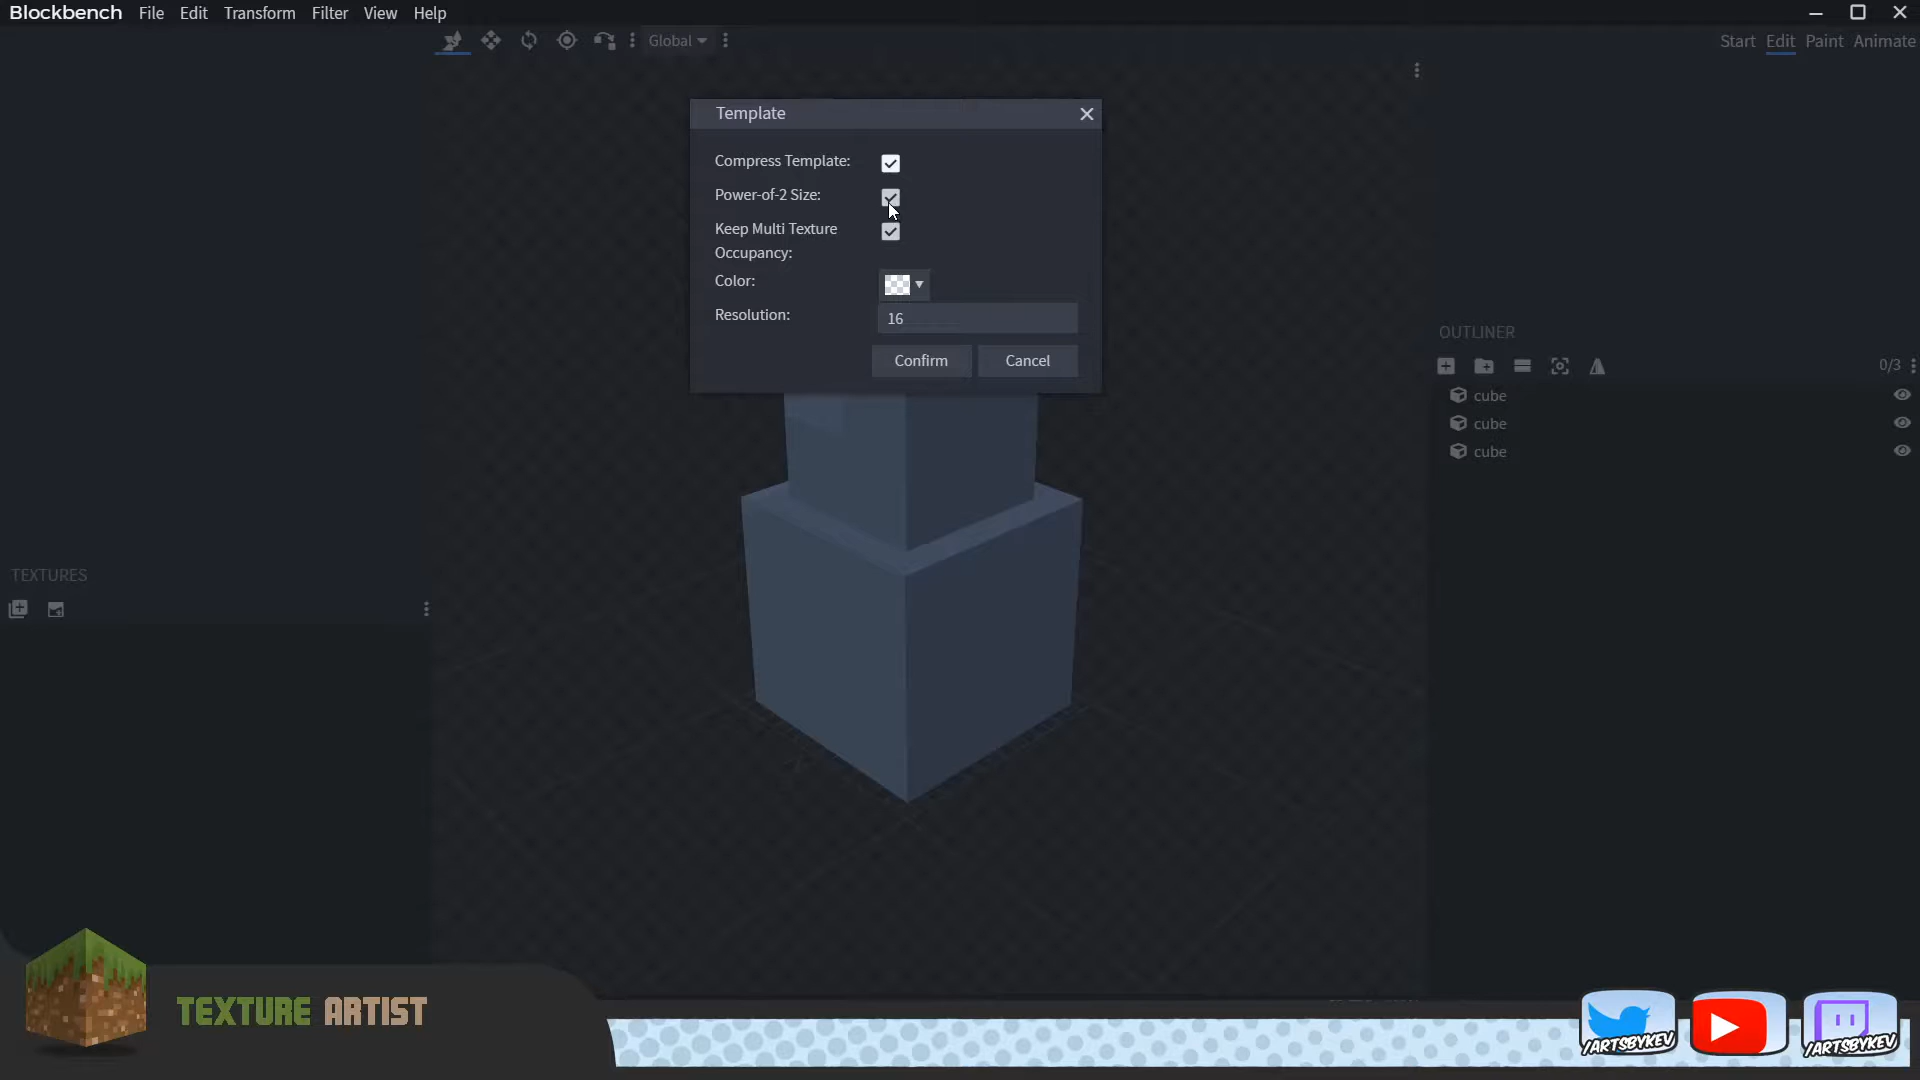 Blockbench File Edit Transform Filter View Help
Global
Start Edit Paint Animate
Template
Compress Template:
Power-of-2 Size:
Keep Multi Texture
Occupancy:
Color:
Resolution:
16
Confirm Cancel
OUTLINER
0/3
cube
cube
cube
TEXTURES
TEXTURE ARTIST
/ARTSBYKEV
/ARTSBYKEV